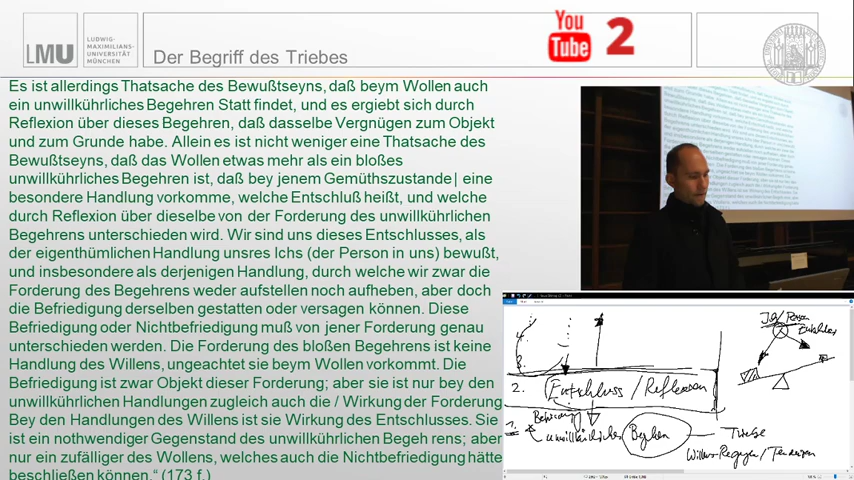 LMU
LUDWIG-
MAXIMILIANS-
UNIVERSITÄT
MÜNCHEN
Der Begriff des Triebes
You
Tube
2
Es ist allerdings Thatsache des Bewußtseyns, daß beym Wollen auch
ein unwillkührliches Begehren Statt findet, und es ergiebt sich durch
Reflexion über dieses Begehren, daß dasselbe Vergnügen zum Objekt
und zum Grunde habe. Allein es ist nicht weniger eine Thatsache des
Bewußtseyns, daß das Wollen etwas mehr als ein bloßes
unwillkührliches Begehren ist, daß bey jenem Gemüthszustande| eine
besondere Handlung vorkomme, welche Entschluß heißt, und welche
durch Reflexion über dieselbe von der Forderung des unwillkührlichen
Begehrens unterschieden wird. Wir sind uns dieses Entschlusses, als
der eigenthümlichen Handlung unsres Ichs (der Person in uns) bewußt,
und insbesondere als derjenigen Handlung, durch welche wir zwar die
Forderung des Begehrens weder aufstellen noch aufheben, aber doch
die Befriedigung derselben gestatten oder versagen können. Diese
Befriedigung oder Nichtbefriedigung muß von jener Forderung genau
unterschieden werden. Die Forderung des bloßen Begehrens ist keine
Handlung des Willens, ungeachtet sie beym Wollen vorkommt. Die
Befriedigung ist zwar Objekt dieser Forderung; aber sie ist nur bey den
unwillkührlichen Handlungen zugleich auch die / Wirkung der Forderung
Bey den Handlungen des Willens ist sie Wirkung des Entschlusses. Sie
ist ein nothwendiger Gegenstand des unwillkührlichen Begeh rens; aber
nur ein zufälliger des Wollens, welches auch die Nichtbefriedigung hätte
beschließen können.“ (173 f.)
Ich/Person
4.
3.
2. (Entschluss / Reflexion)
1.
unwillkürliches Begehren — Triebe